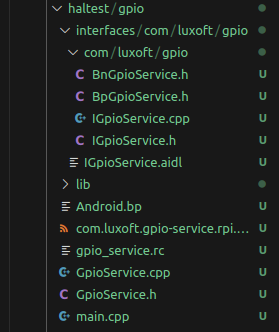 haltest/gpio
interfaces/com/luxoft/gpio
com/luxoft/gpio
C BnGpioService.h U
C BpGpioService.h U
IGpioService.cpp U
C IGpioService.h U
IGpioService.aidl U
lib
Android.bp U
com.luxoft.gpio-service.rpi.... U
gpio_service.rc U
GpioService.cpp U
C GpioService.h U
main.cpp U